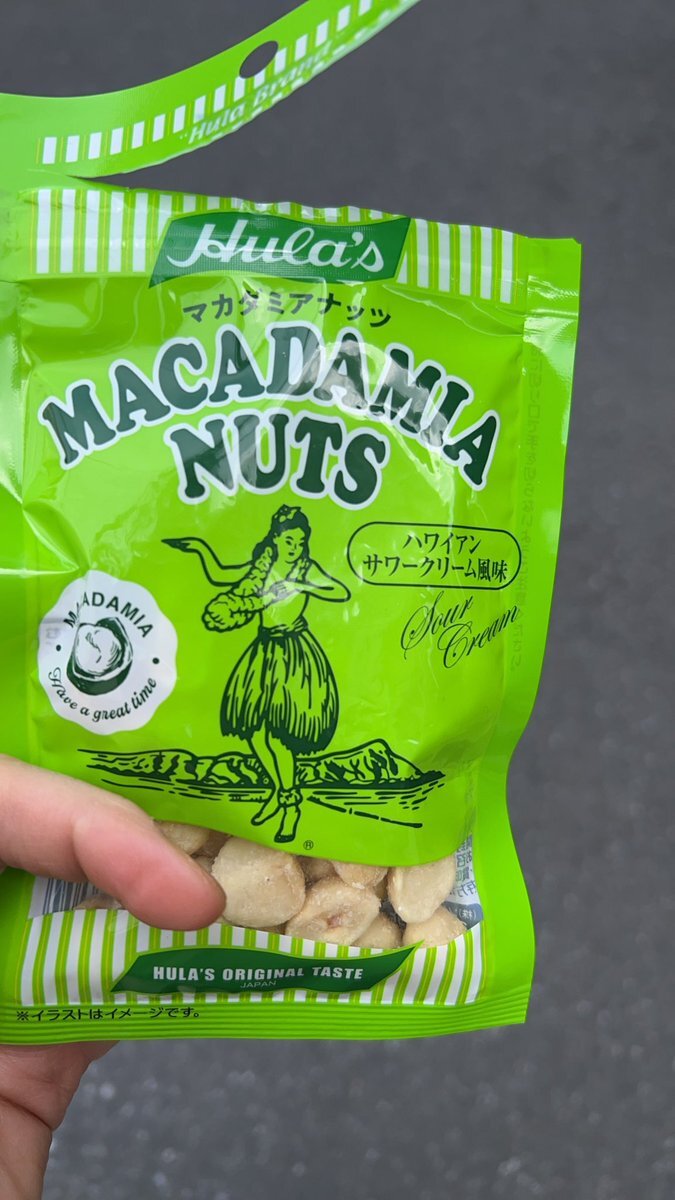 Hula Brand
Hula's
マカダミアナッツ
MACADAMIA
NUTS
ハワイアン
サワークリーム風味
Sour
Cream
MACADAMIA
Have a great time
®
HULA'S ORIGINAL TASTE
JAPAN
※イラストはイメージです。